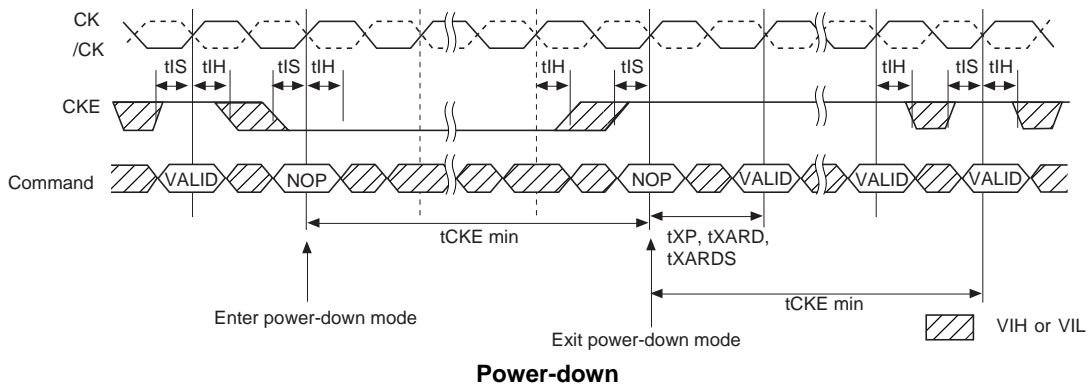 CK
/CK
tIS tIH tIS tIH tIH tIS tIH tIS tIH
CKE
Command VALID NOP NOP VALID VALID VALID
tCKE min
tXP, tXARD,
tXARDS
tCKE min
Enter power-down mode
Exit power-down mode
VIH or VIL
Power-down